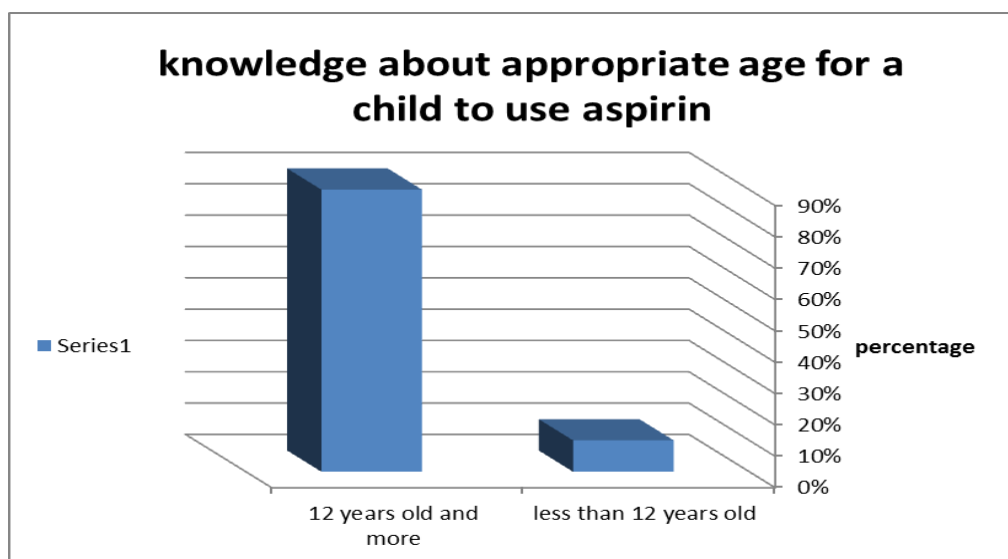 knowledge about appropriate age for a
child to use aspirin
90%
80%
70%
60%
50%
40%
30%
20%
10%
0%
Series1
percentage
12 years old and
more
less than 12 years old